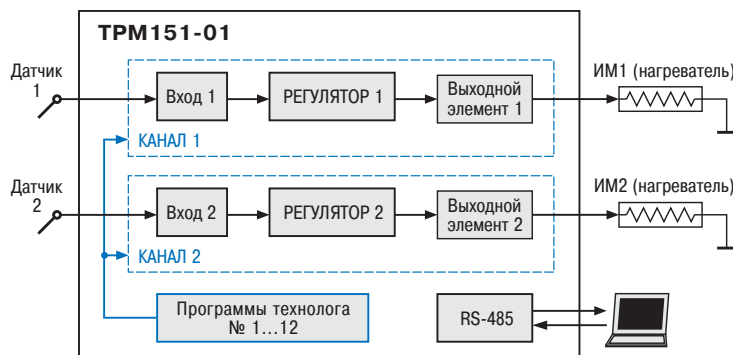 ТРМ151-01
Датчик
1
Вход 1
РЕГУЛЯТОР 1
Выходной
элемент 1
ИМ1 (нагреватель)
КАНАЛ 1
Датчик
2
Вход 2
РЕГУЛЯТОР 2
Выходной
элемент 2
ИМ2 (нагреватель)
КАНАЛ 2
Программы технолога
№ 1...12
RS-485